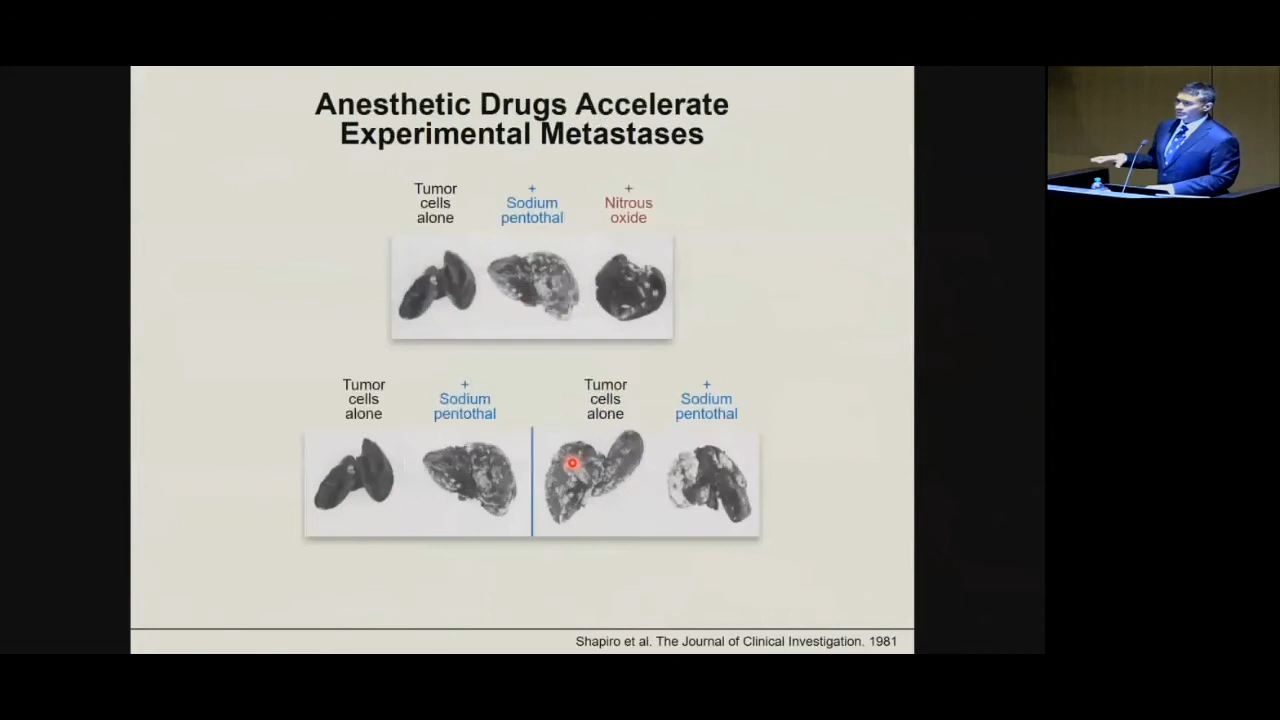 Anesthetic Drugs Accelerate
Experimental Metastases
Tumor
cells
alone
+
Sodium
pentothal
+
Nitrous
oxide
Tumor
cells
alone
+
Sodium
pentothal
Tumor
cells
alone
+
Sodium
pentothal
Shapiro et al. The Journal of Clinical Investigation. 1981